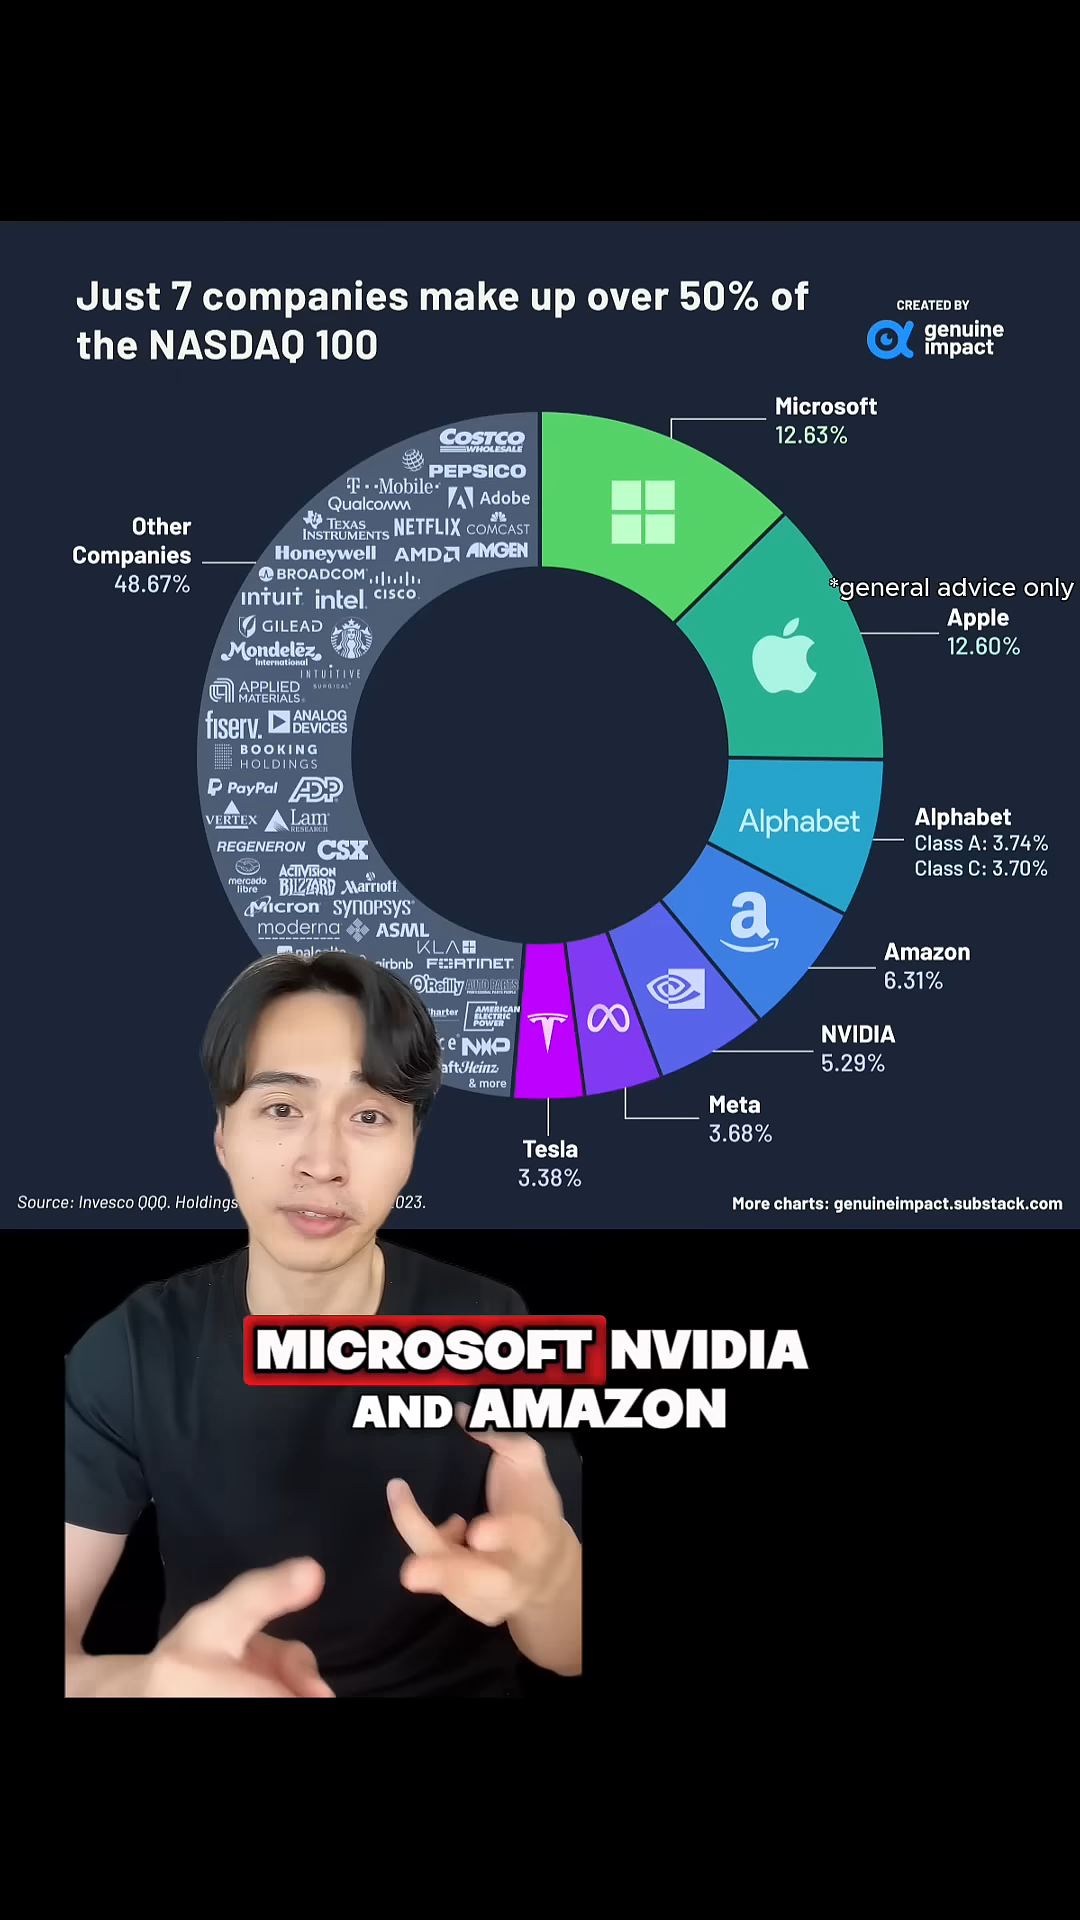 Just 7 companies make up over 50% of
the NASDAQ 100
CREATED BY
genuine
impact
Microsoft
12.63%
*general advice only
Apple
12.60%
Alphabet
Alphabet
Class A: 3.74%
Class C: 3.70%
Amazon
6.31%
NVIDIA
5.29%
Meta
3.68%
Tesla
3.38%
Other
Companies
48.67%
COSTCO
WHOLESALE
PEPSICO
T··Mobile·
Adobe
Qualcomm
TEXAS
INSTRUMENTS
NETFLIX
COMCAST
Honeywell
AMD
AMGEN
BROADCOM
CISCO
INTUIT
intel
GILEAD
Mondelēz
International
INTUITIVE
SURGICAL
APPLIED
MATERIALS
fiserv.
ANALOG
DEVICES
BOOKING
HOLDINGS
PayPal
ADP
VERTEX
Lam
RESEARCH
REGENERON
CSX
mercado
libre
ACTIVISION
BLIZZARD
Marriott
Micron
SYNOPSYS
moderna
ASML
KLA
airbnb
FORTINET
O'Reilly AUTO PARTS
harter
AMERICAN
ELECTRIC
POWER
ce
NXP
aftHeinz
& more
Source: Invesco QQQ. Holdings
023.
More charts: genuineimpact.substack.com
MICROSOFT NVIDIA
AND AMAZON